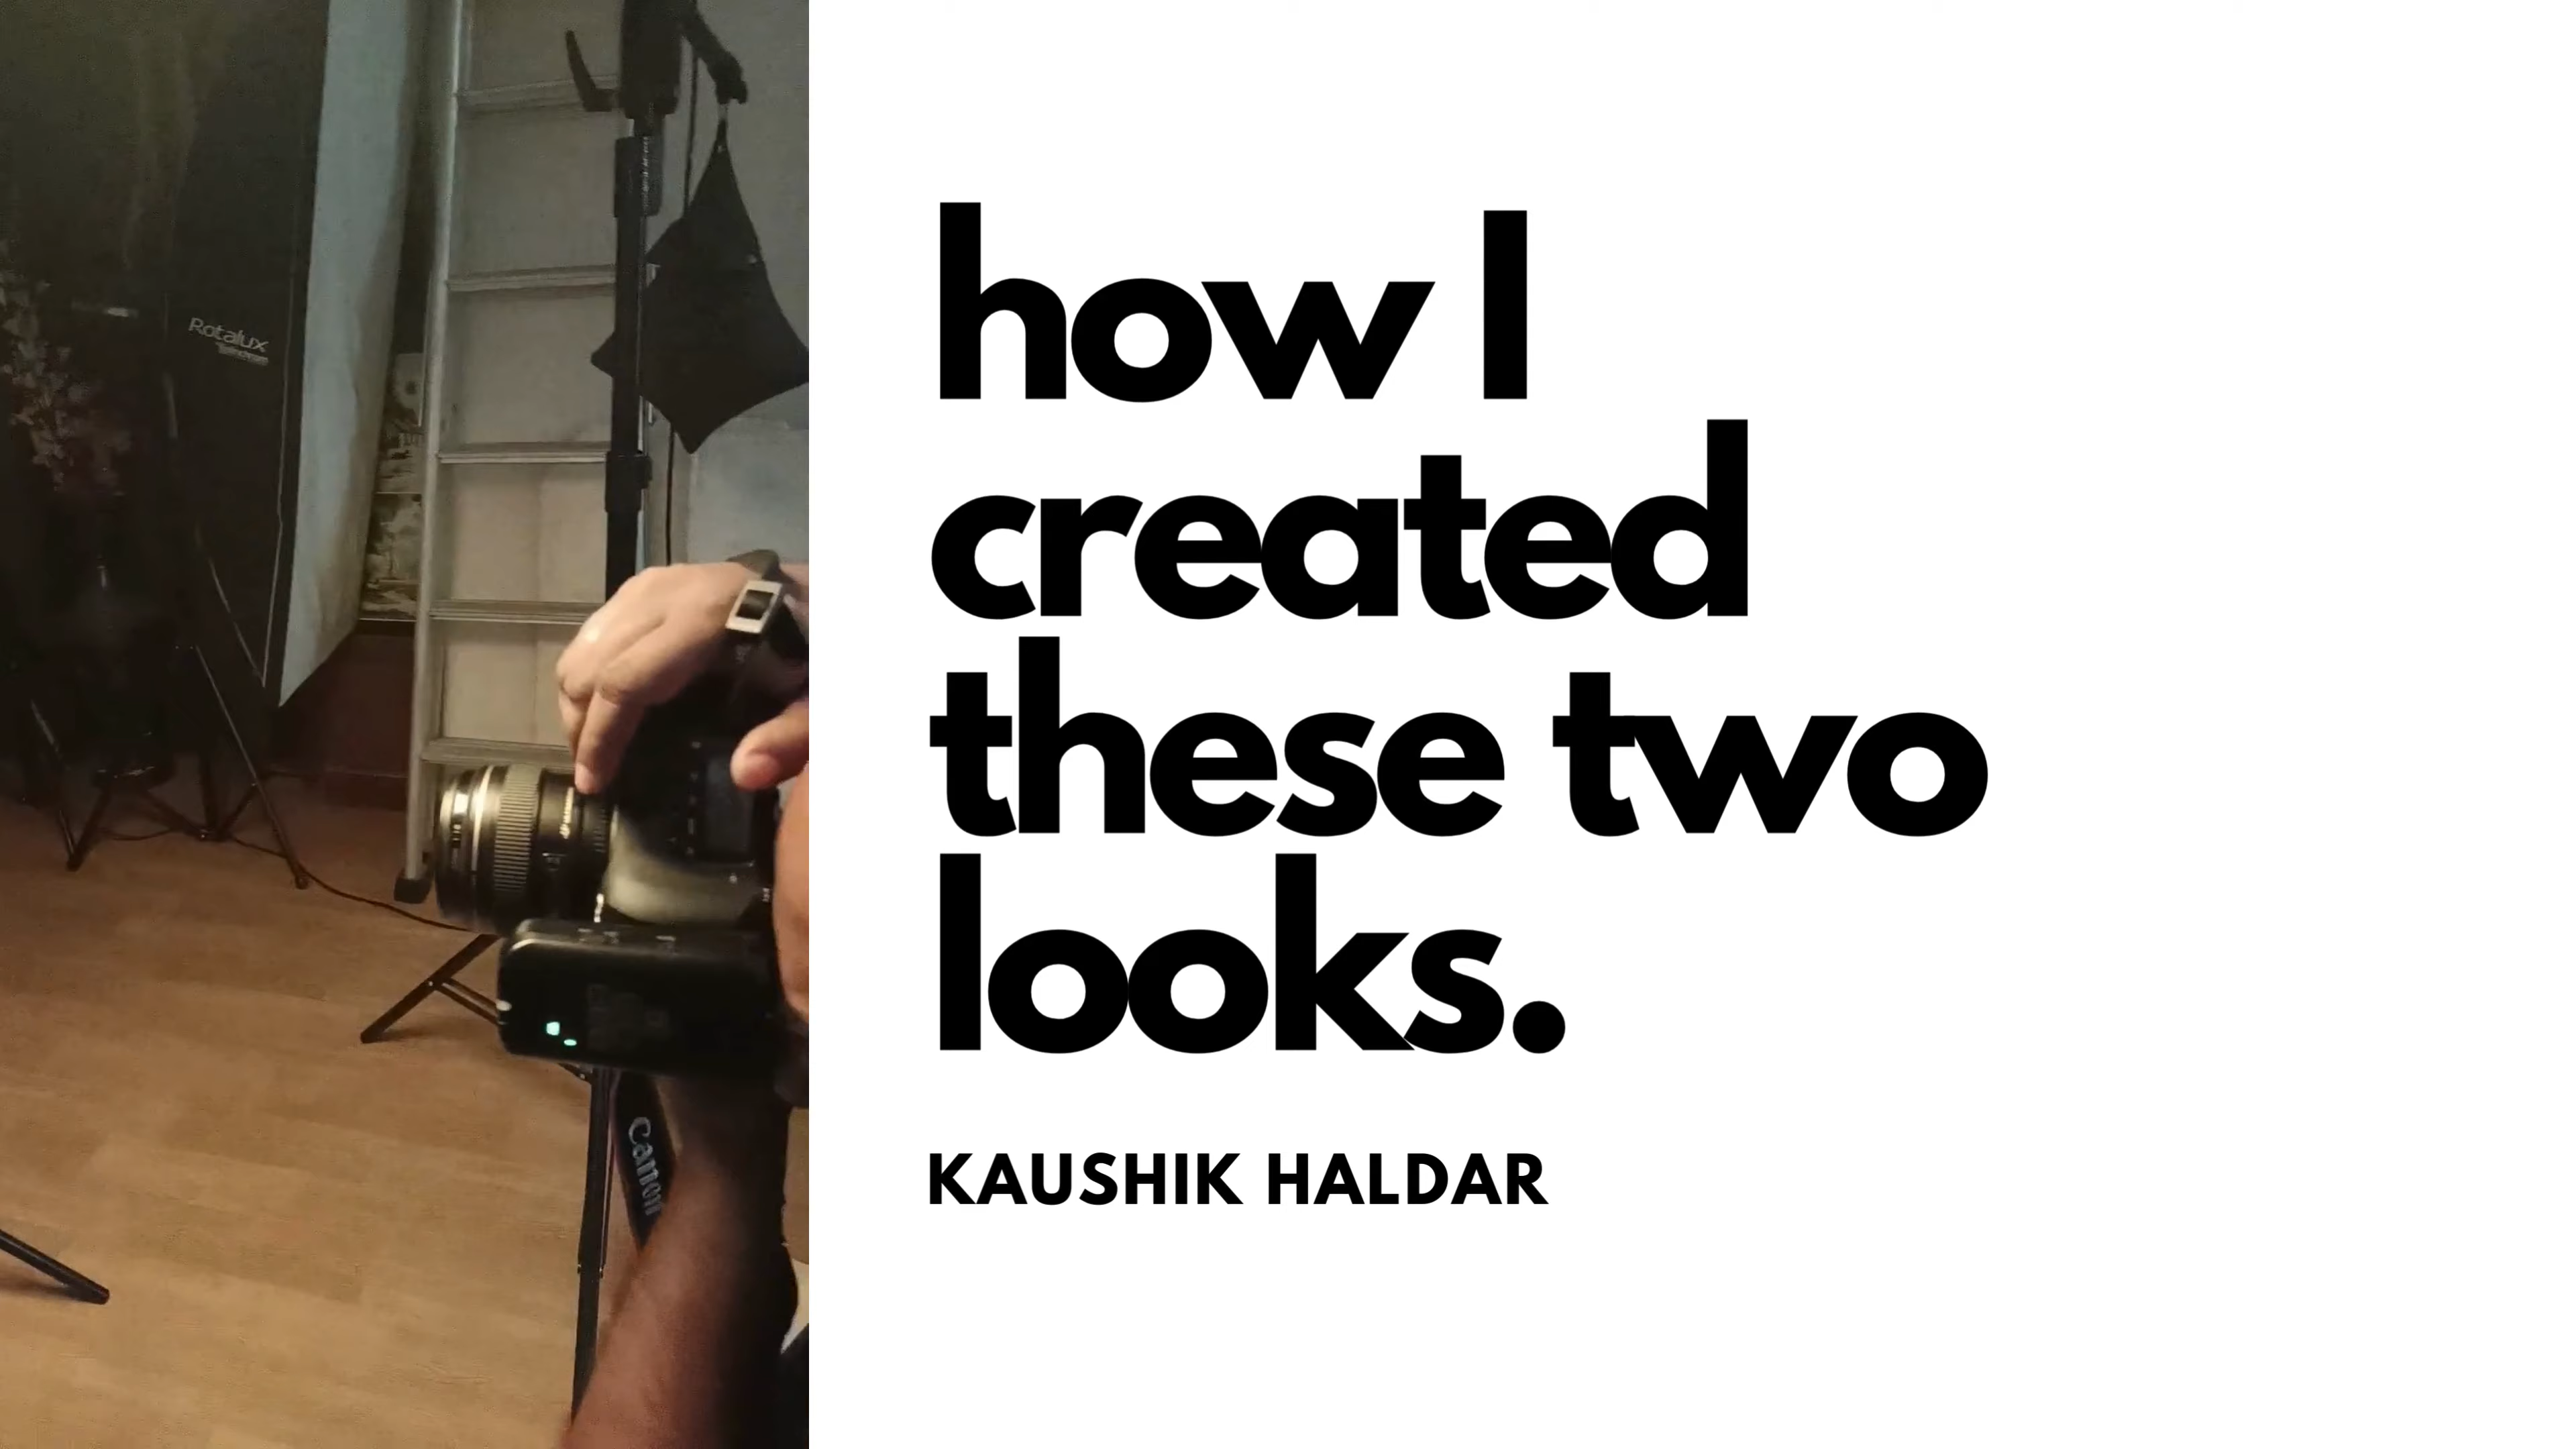 Rotalux
how I
created
these two
looks.
KAUSHIK HALDAR
Canon